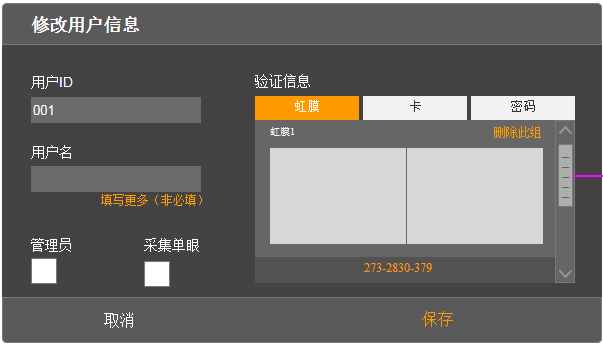 修改用户信息
用户ID
001
用户名
填写更多（非必填）
管理员
采集单眼
验证信息
虹膜
卡
密码
虹膜1
删除此组
273-2830-379
取消
保存